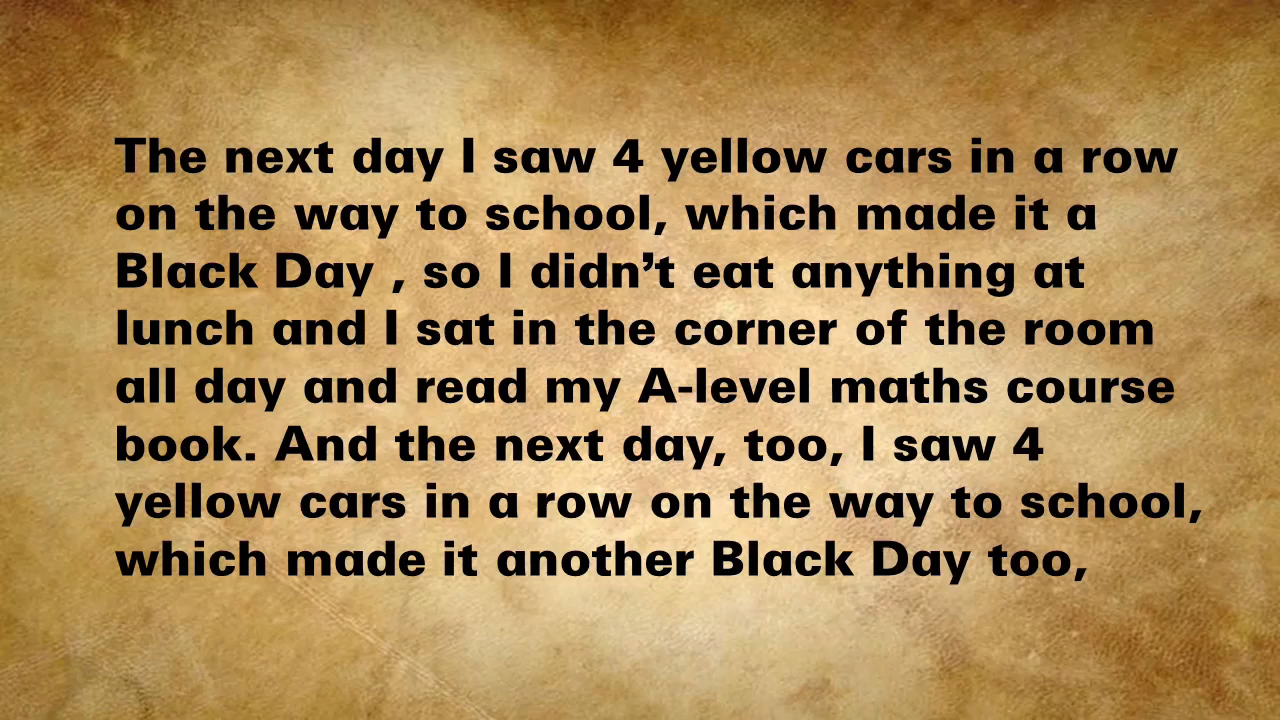 The next day I saw 4 yellow cars in a row
on the way to school, which made it a
Black Day , so I didn’t eat anything at
lunch and I sat in the corner of the room
all day and read my A-level maths course
book. And the next day, too, I saw 4
yellow cars in a row on the way to school,
which made it another Black Day too,